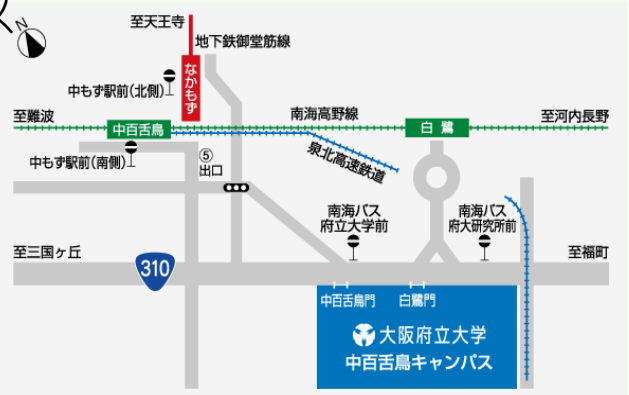 N
至天王寺
地下鉄御堂筋線
なかもず
中もず駅前(北側)
至難波
南海高野線
至河内長野
中百舌鳥
白鷺
中もず駅前(南側)
⑤
出口
泉北高速鉄道
南海バス
府立大学前
南海バス
府大研究所前
至三国ヶ丘
310
至福町
中百舌鳥門
白鷺門
大阪府立大学
中百舌鳥キャンパス